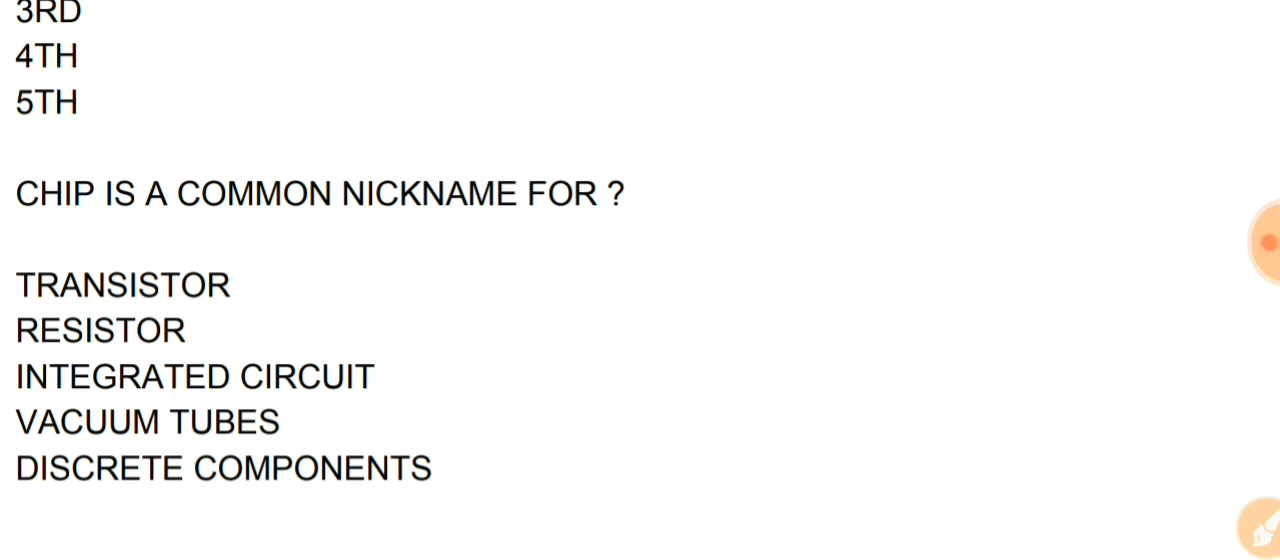 3RD
4TH
5TH
CHIP IS A COMMON NICKNAME FOR ?
TRANSISTOR
RESISTOR
INTEGRATED CIRCUIT
VACUUM TUBES
DISCRETE COMPONENTS